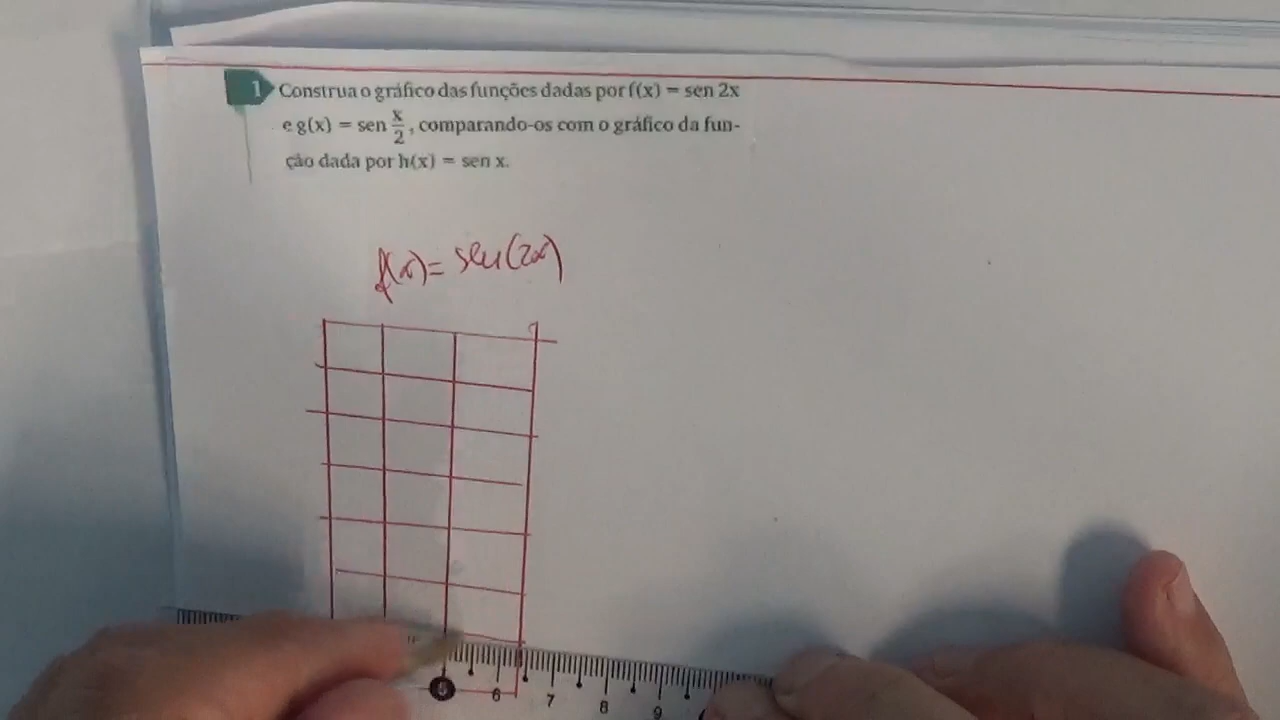 1 Construa o gráfico das funções dadas por f(x) = sen 2x
e g(x) = sen x/2, comparando-os com o gráfico da fun-
ção dada por h(x) = sen x.
f(x) = sen(2x)
5 6 7 8 9